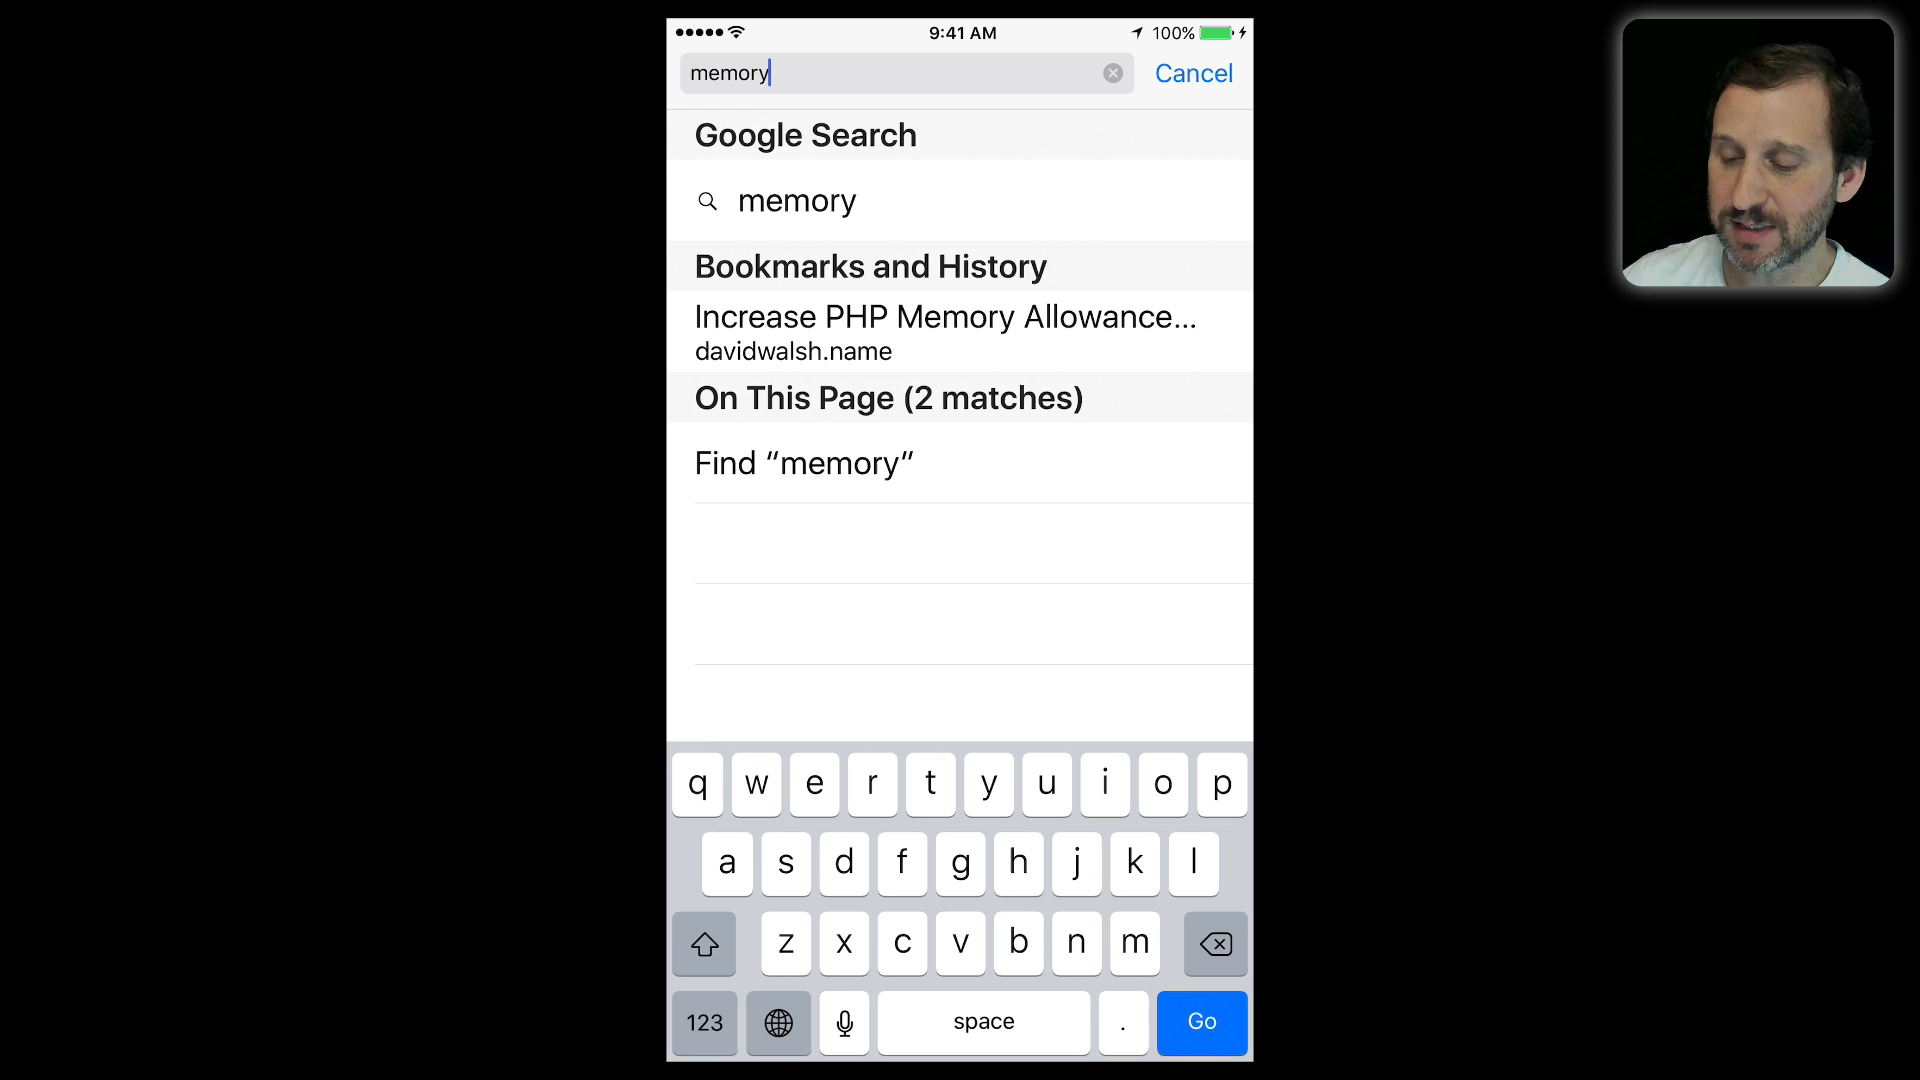 9:41 AM
100%
memory
Cancel
Google Search
memory
Bookmarks and History
Increase PHP Memory Allowance...
davidwalsh.name
On This Page (2 matches)
Find “memory”
q w e r t y u i o p
a s d f g h j k l
z x c v b n m
123 space . Go